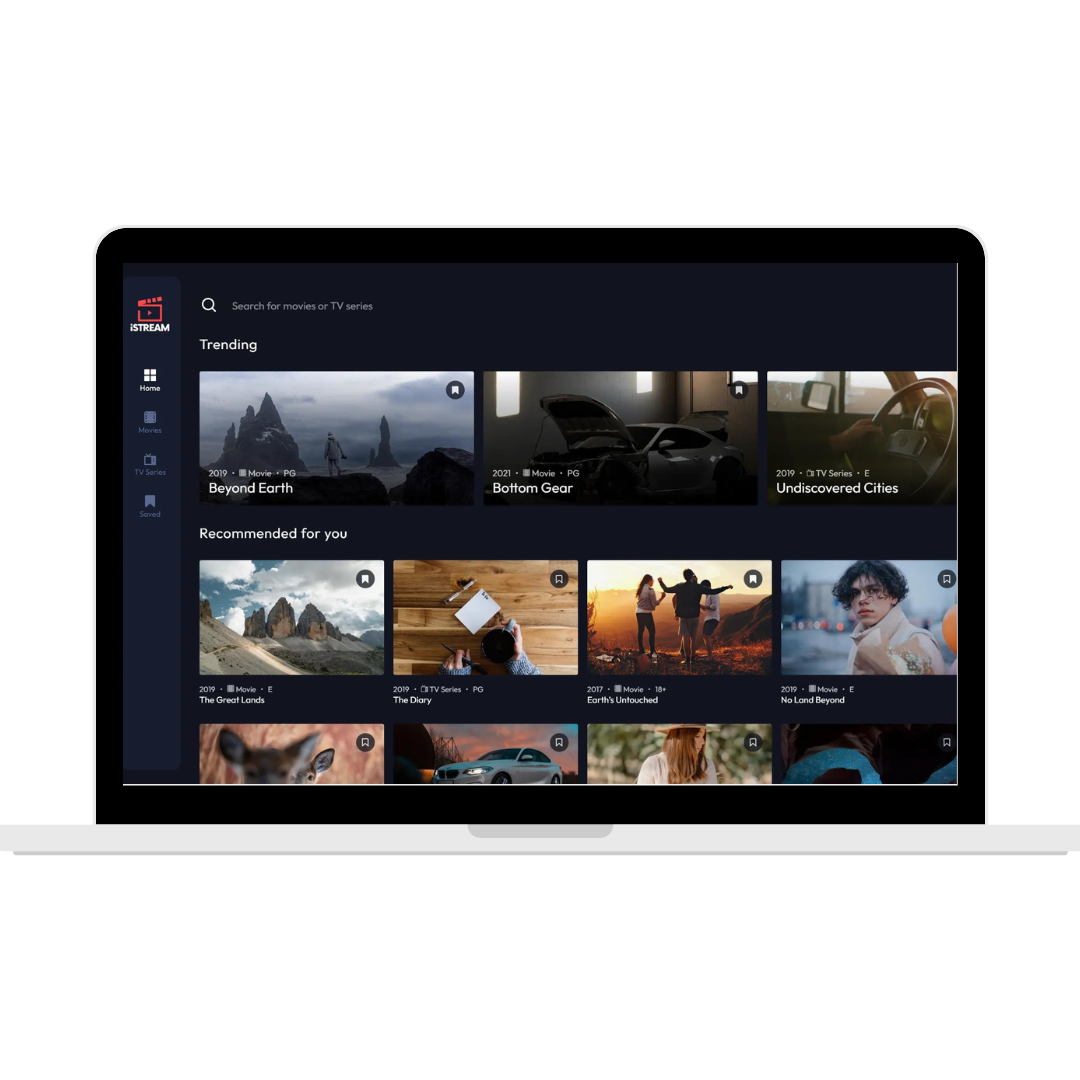 iSTREAM
Home
Movies
TV Series
Saved
Search for movies or TV series
Trending
2019 • Movie • PG
Beyond Earth
2021 • Movie • PG
Bottom Gear
2019 • TV Series • E
Undiscovered Cities
Recommended for you
2019 • Movie • E
The Great Lands
2019 • TV Series • PG
The Diary
2017 • Movie • 18+
Earth's Untouched
2019 • Movie • E
No Land Beyond